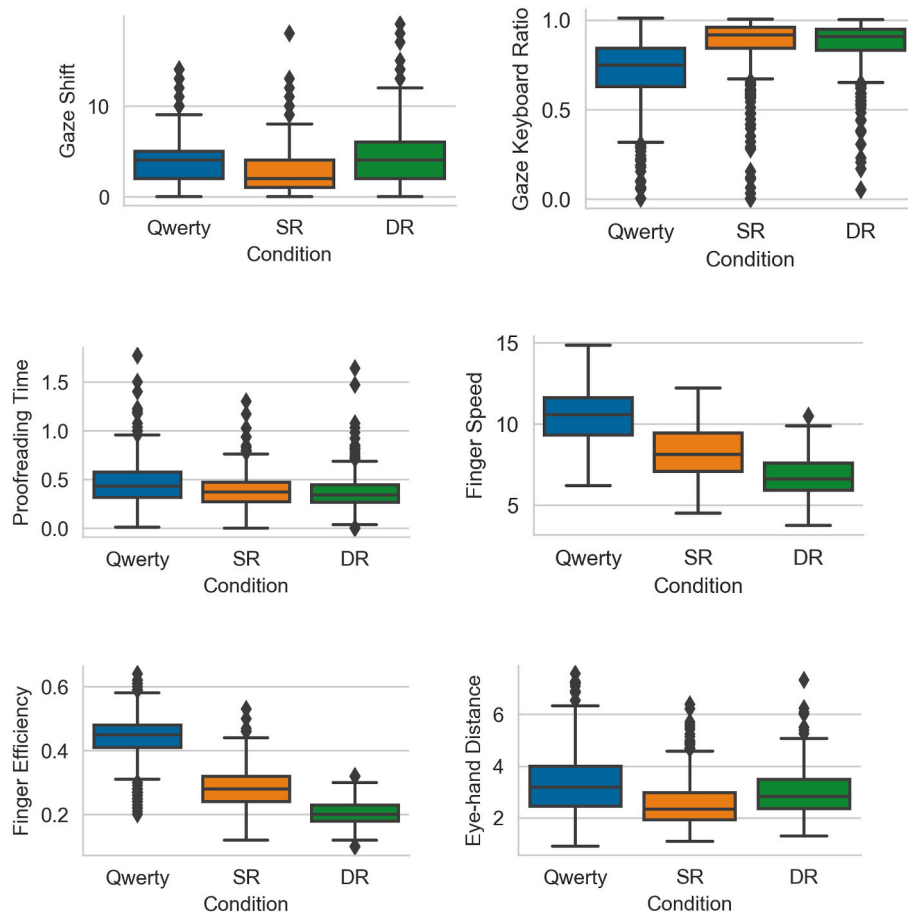 Gaze Shift
10
0
Qwerty SR DR
Condition
Gaze Keyboard Ratio
1.0
0.5
0.0
Qwerty SR DR
Condition
Proofreading Time
1.5
1.0
0.5
0.0
Qwerty SR DR
Condition
Finger Speed
15
10
5
Qwerty SR DR
Condition
Finger Efficiency
0.6
0.4
0.2
Qwerty SR DR
Condition
Eye-hand Distance
6
4
2
Qwerty SR DR
Condition